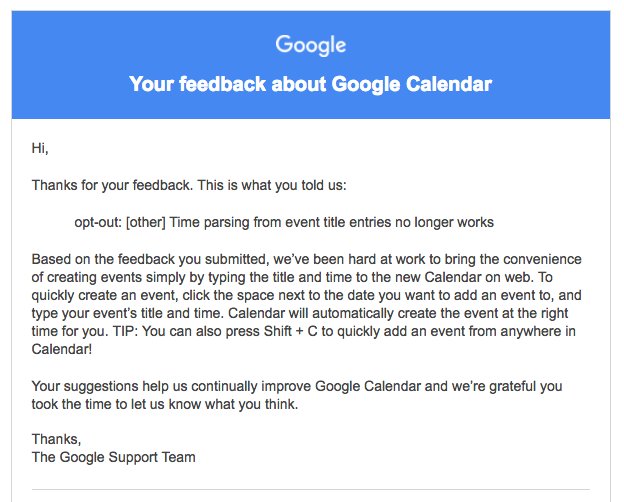 Google
Your feedback about Google Calendar
Hi,
Thanks for your feedback. This is what you told us:
opt-out: [other] Time parsing from event title entries no longer works
Based on the feedback you submitted, we’ve been hard at work to bring the convenience
of creating events simply by typing the title and time to the new Calendar on web. To
quickly create an event, click the space next to the date you want to add an event to, and
type your event’s title and time. Calendar will automatically create the event at the right
time for you. TIP: You can also press Shift + C to quickly add an event from anywhere in
Calendar!
Your suggestions help us continually improve Google Calendar and we’re grateful you
took the time to let us know what you think.
Thanks,
The Google Support Team